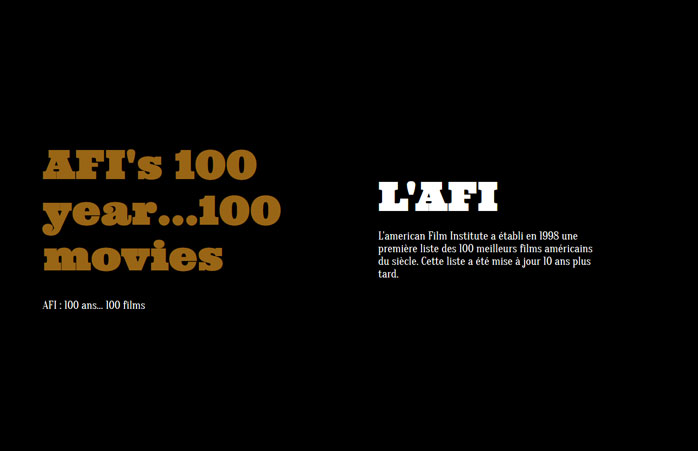 AFI's 100
year...100
movies
AFI : 100 ans... 100 films
L'AFI
L'american Film Institute a établi en 1998 une
première liste des 100 meilleurs films américains
du siècle. Cette liste a été mise à jour 10 ans plus
tard.